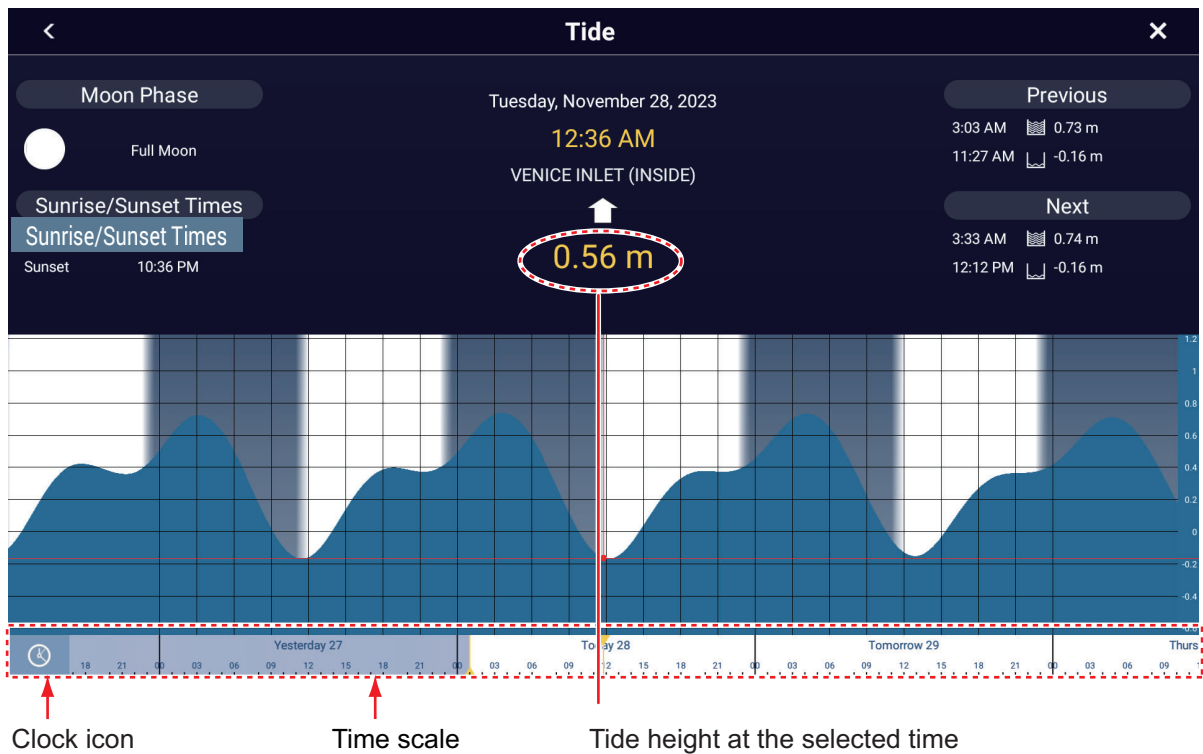 Tide
Moon Phase
Full Moon
Sunrise/Sunset Times
Sunrise/Sunset Times
Sunset 10:36 PM
Tuesday, November 28, 2023
12:36 AM
VENICE INLET (INSIDE)
0.56 m
Previous
3:03 AM 0.73 m
11:27 AM -0.16 m
Next
3:33 AM 0.74 m
12:12 PM -0.16 m
1.2
1
0.8
0.6
0.4
0.2
0
-0.2
-0.4
-0.6
Yesterday 27 Today 28 Tomorrow 29 Thurs
18 21 00 03 06 09 12 15 18 21 00 03 06 09 12 15 18 21 00 03 06 09 12 15 18 21 00 03 06 09
Clock icon Time scale Tide height at the selected time